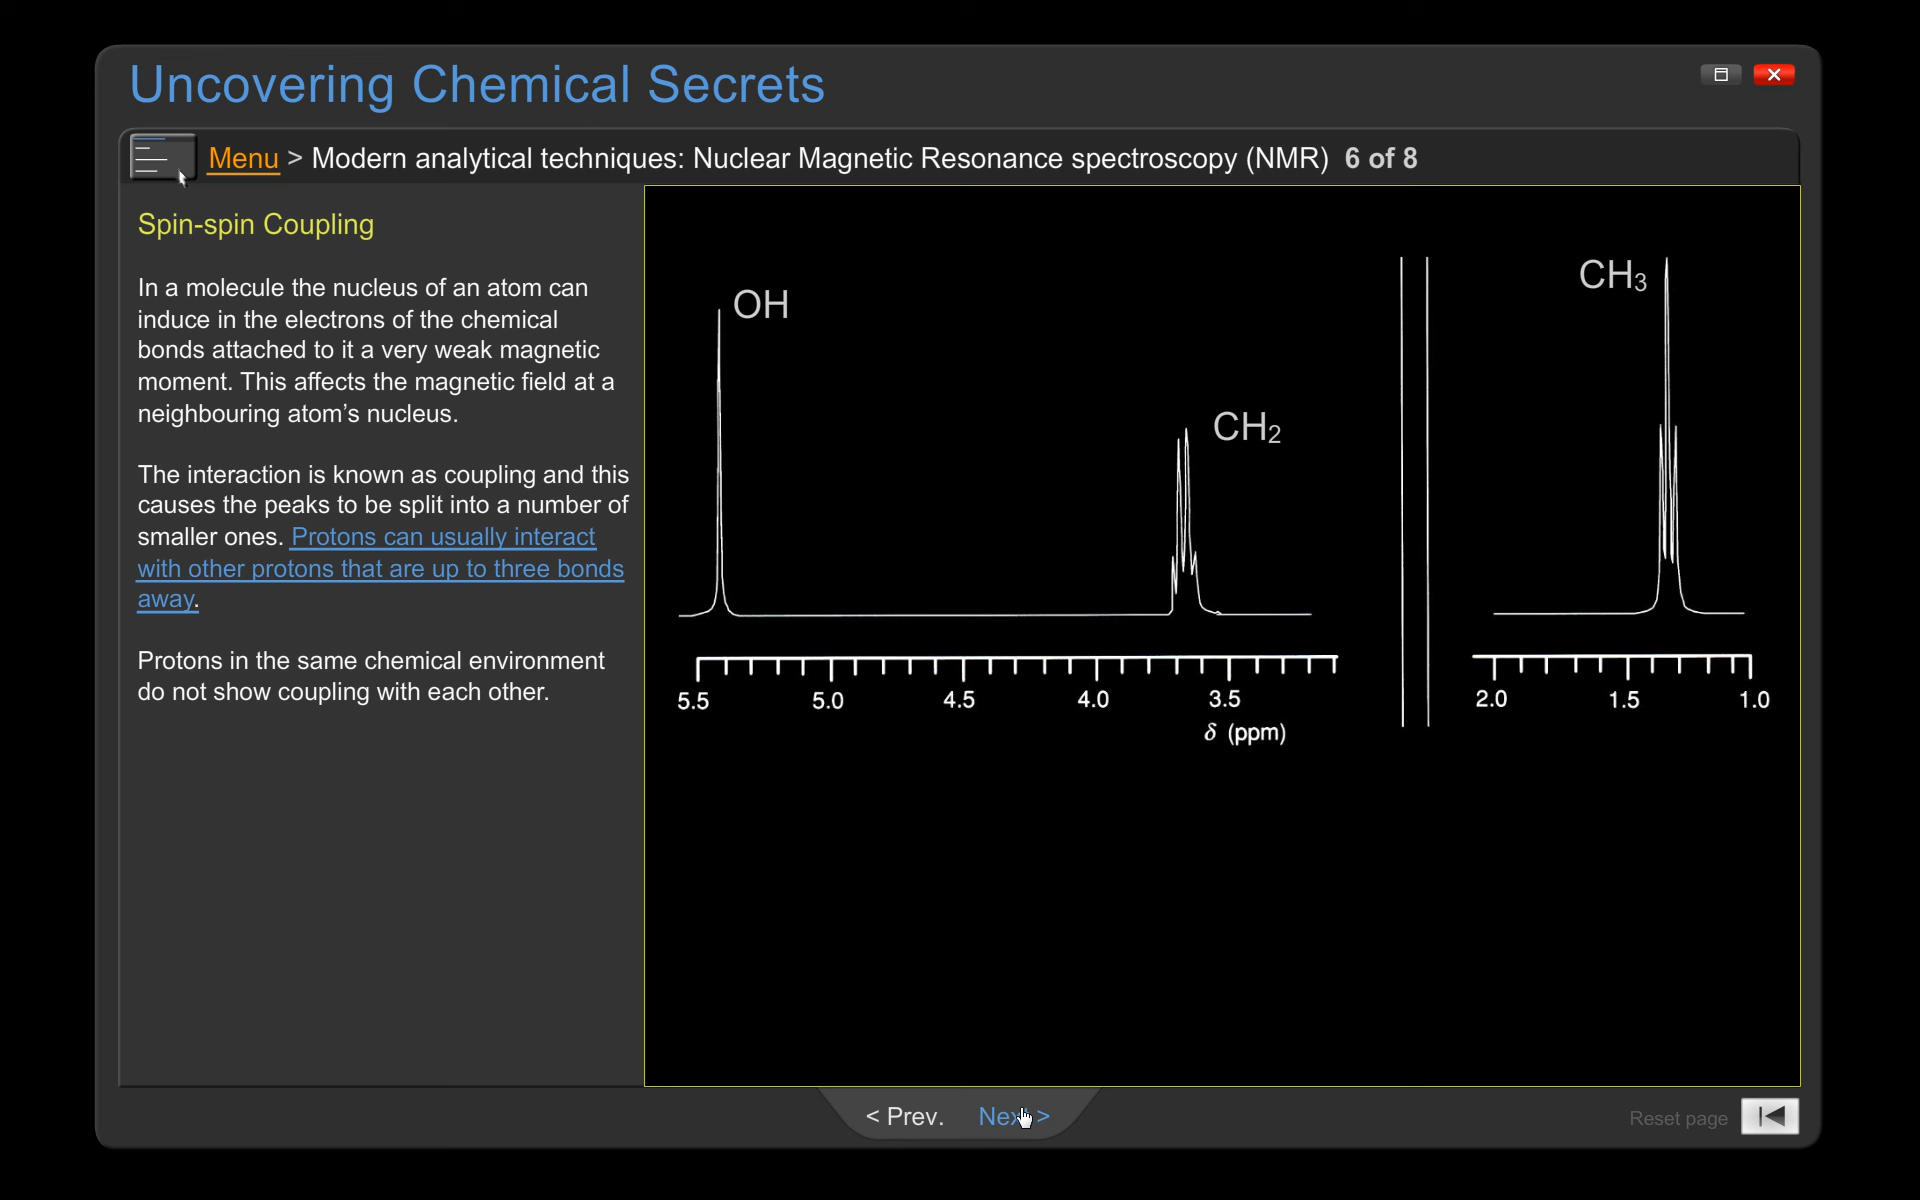 Uncovering Chemical Secrets
Menu > Modern analytical techniques: Nuclear Magnetic Resonance spectroscopy (NMR) 6 of 8
Spin-spin Coupling
In a molecule the nucleus of an atom can
induce in the electrons of the chemical
bonds attached to it a very weak magnetic
moment. This affects the magnetic field at a
neighbouring atom's nucleus.
The interaction is known as coupling and this
causes the peaks to be split into a number of
smaller ones. Protons can usually interact
with other protons that are up to three bonds
away.
Protons in the same chemical environment
do not show coupling with each other.
OH
CH₂
CH₃
5.5 5.0 4.5 4.0 3.5 2.0 1.5 1.0
δ (ppm)
< Prev. Next >
Reset page